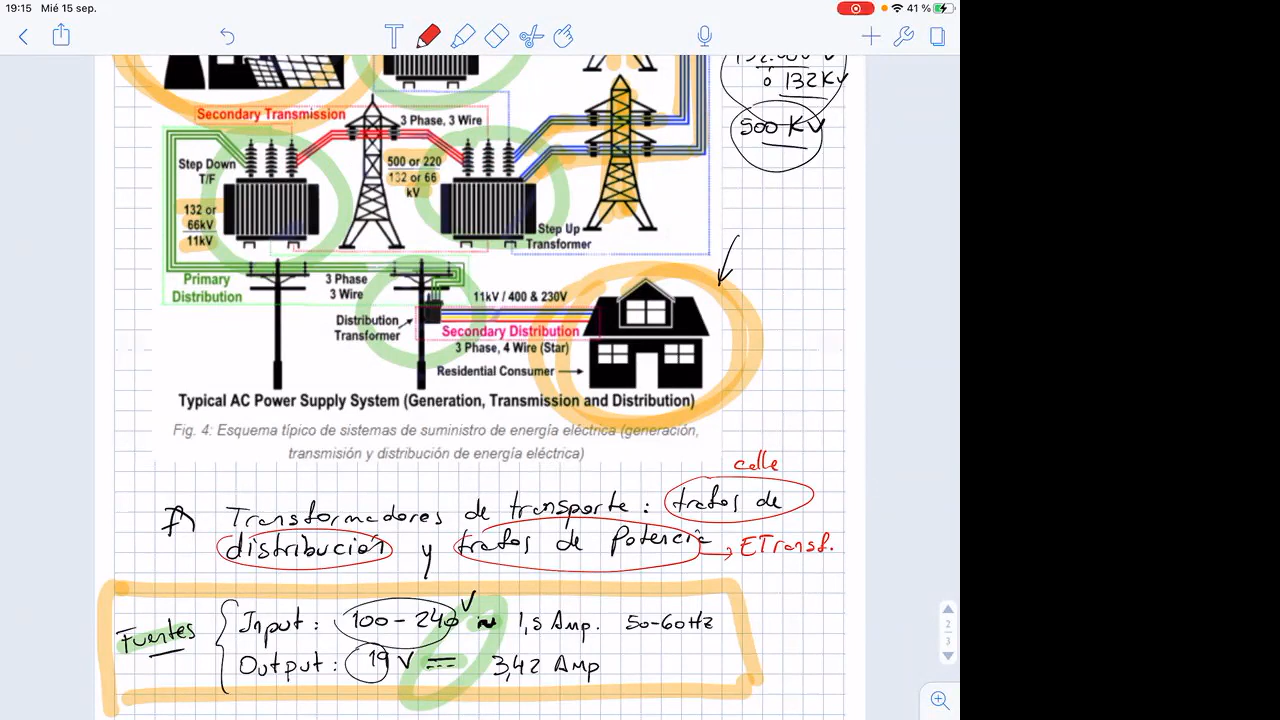 19:15 Mié 15 sep.
41 %
T
132 KV
500 KV
Secondary Transmission
3 Phase, 3 Wire
Step Down
T/F
500 or 220
132 or 66
kV
132 or
66kV
11kV
Step Up
Transformer
Primary
Distribution
3 Phase
3 Wire
11kV / 400 & 230V
Distribution
Transformer
Secondary Distribution
3 Phase, 4 Wire (Star)
Residential Consumer
Typical AC Power Supply System (Generation, Transmission and Distribution)
Fig. 4: Esquema típico de sistemas de suministro de energía eléctrica (generación,
transmisión y distribución de energía eléctrica)
calle
Transformadores de transporte: trafos de
distribución y trafos de Potencia → ETransf.
Fuentes
Input: 100 - 240 V ~ 1,5 Amp. 50-60Hz
Output: 19 V 3,42 Amp
2
3